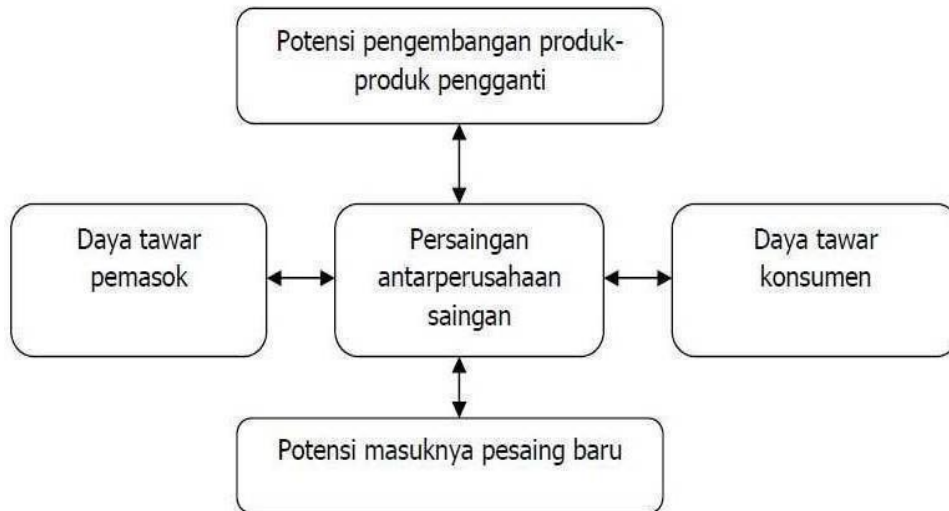 Potensi pengembangan produk-
produk pengganti
Daya tawar
pemasok
Persaingan
antarperusahaan
saingan
Daya tawar
konsumen
Potensi masuknya pesaing baru